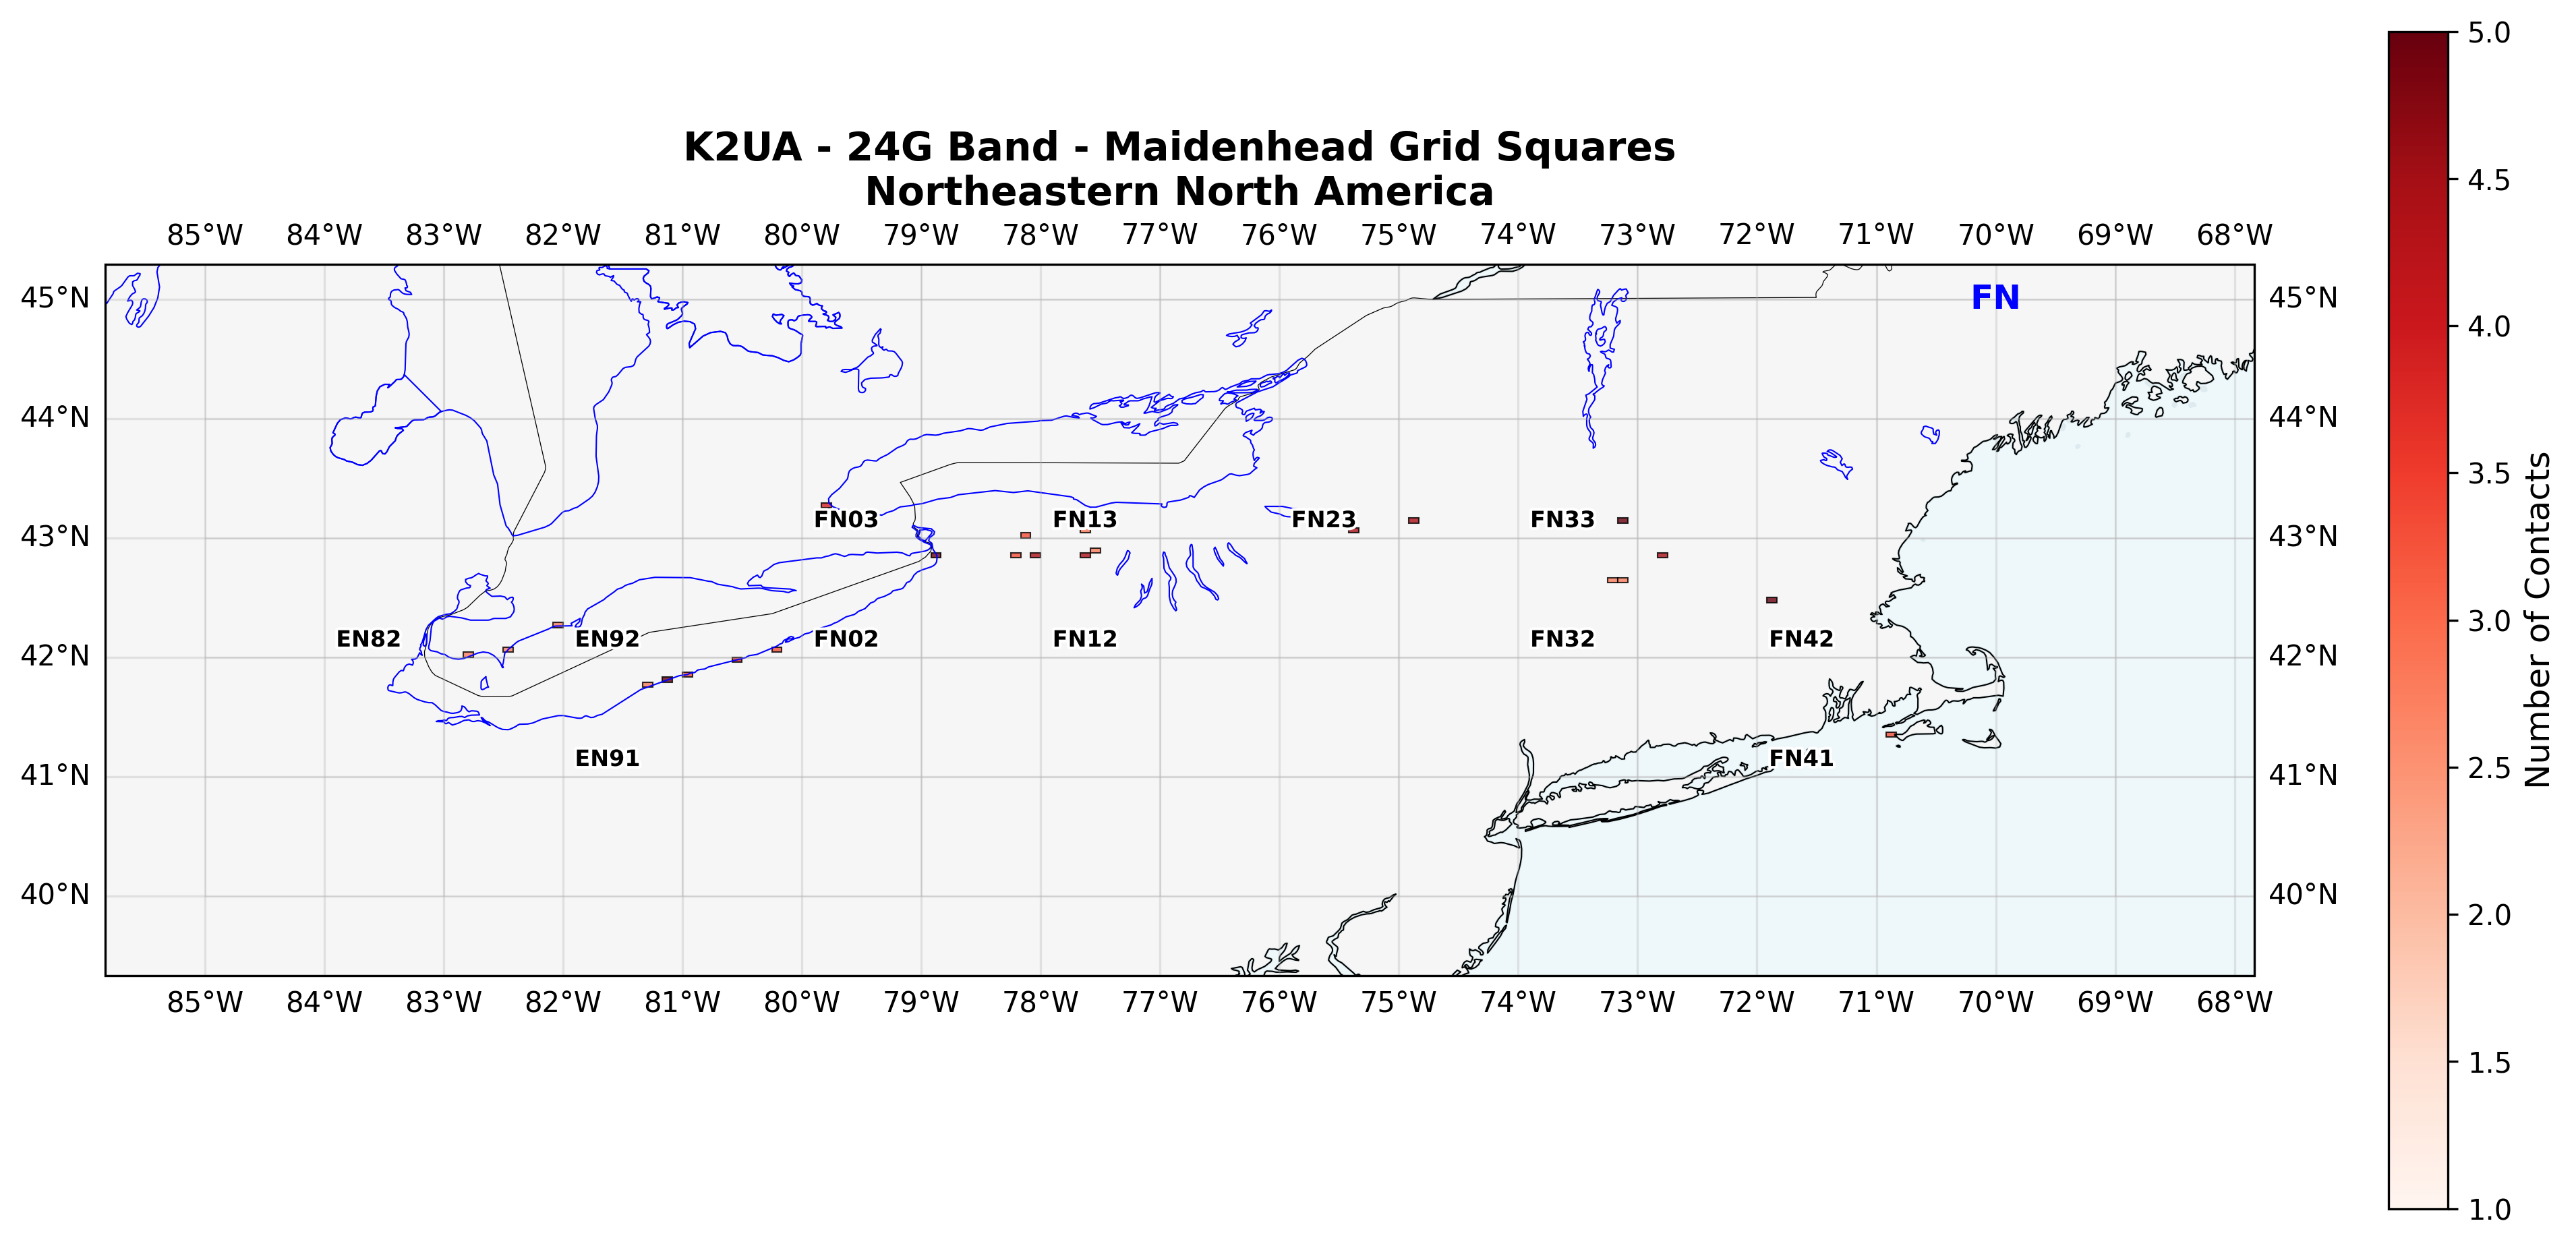 K2UA - 24G Band - Maidenhead Grid Squares
Northeastern North America
85°W 84°W 83°W 82°W 81°W 80°W 79°W 78°W 77°W 76°W 75°W 74°W 73°W 72°W 71°W 70°W 69°W 68°W
45°N FN 45°N
44°N 44°N
43°N 43°N
FN03 FN13 FN23 FN33
42°N 42°N
EN82 EN92 FN02 FN12 FN32 FN42
41°N 41°N
EN91 FN41
40°N 40°N
85°W 84°W 83°W 82°W 81°W 80°W 79°W 78°W 77°W 76°W 75°W 74°W 73°W 72°W 71°W 70°W 69°W 68°W
5.0
4.5
4.0
3.5
3.0
2.5
2.0
1.5
1.0
Number of Contacts